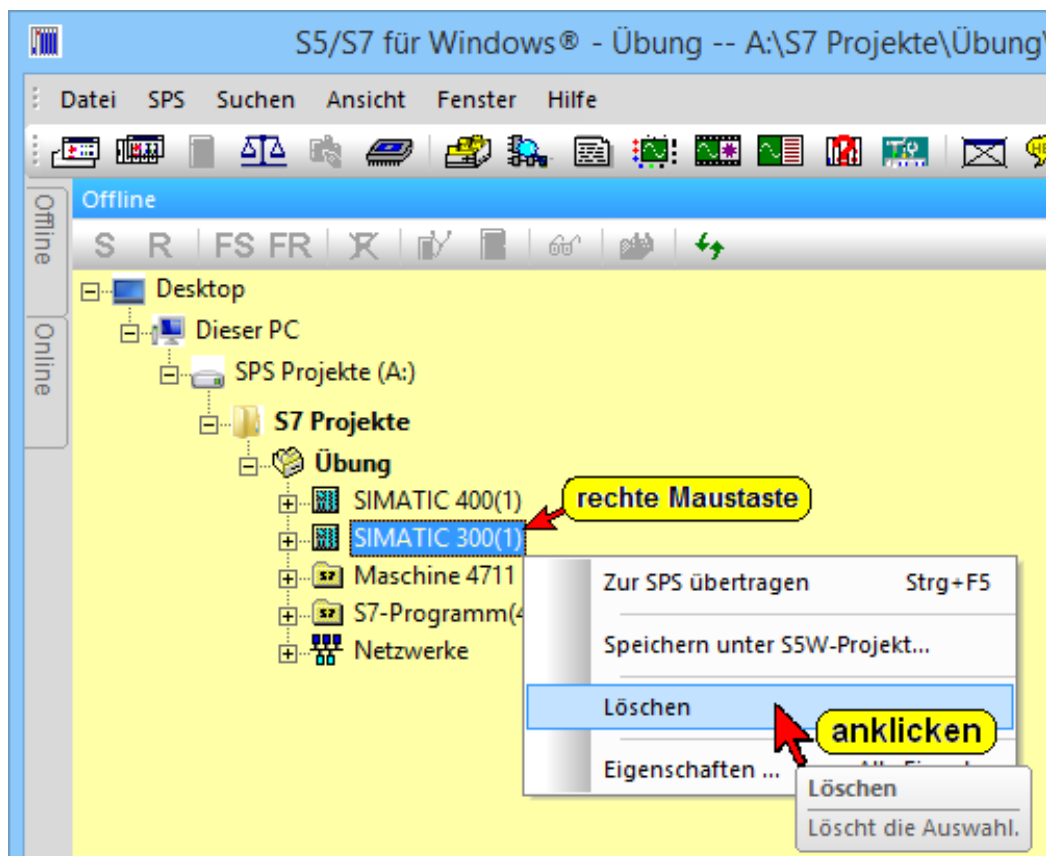 S5/S7 für Windows® - Übung -- A:\S7 Projekte\Übung\
Datei SPS Suchen Ansicht Fenster Hilfe
Offline
Offline
Online
S R FS FR
Desktop
Dieser PC
SPS Projekte (A:)
S7 Projekte
Übung
SIMATIC 400(1)
rechte Maustaste
SIMATIC 300(1)
Maschine 4711
S7-Programm(4
Netzwerke
Zur SPS übertragen Strg+F5
Speichern unter S5W-Projekt...
Löschen
anklicken
Eigenschaften ...
Löschen
Löscht die Auswahl.